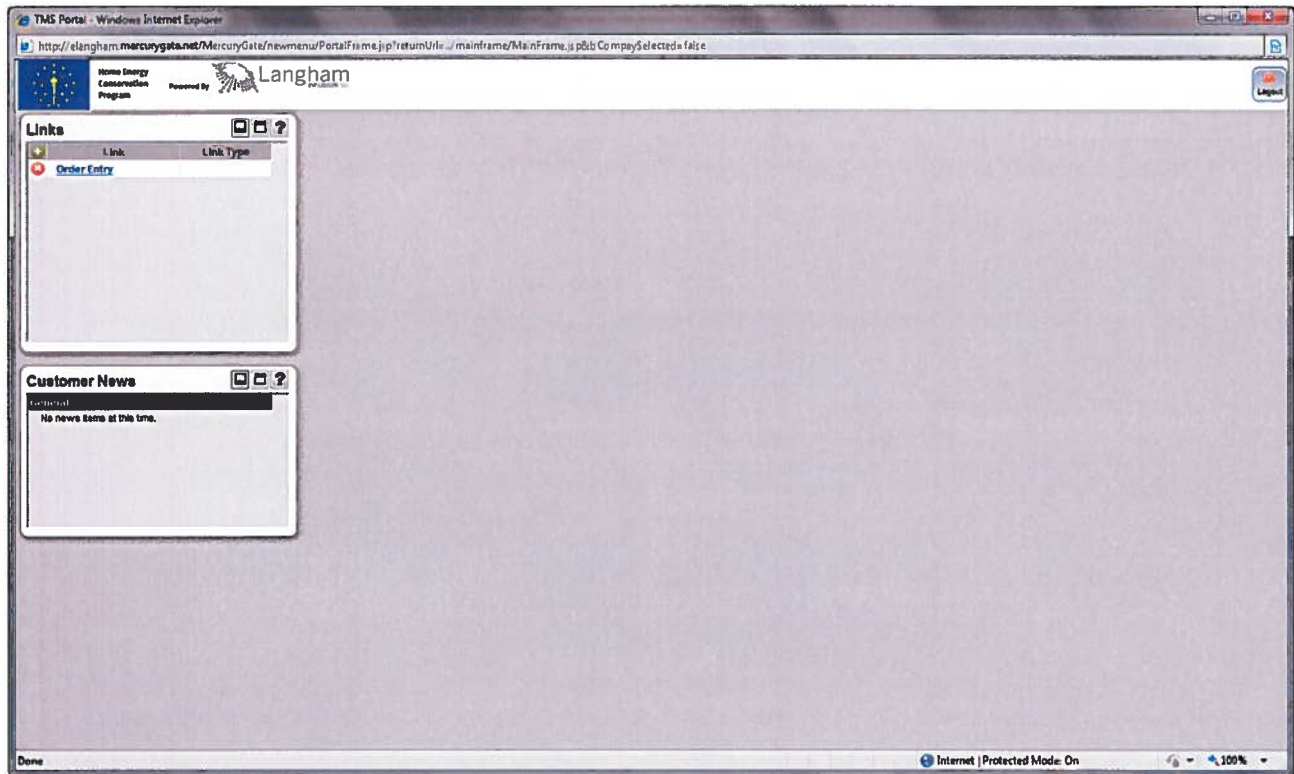 TMS Portal - Windows Internet Explorer
http://elangham.mercurygate.net/MercuryGate/newmenu/PortalFrame.jsp?returnUrl=../mainframe/MainFrame.jsp&bCompaySelected=false
Home Energy
Conservation
Program
Powered By
Langham
Logout
Links
?
Link
Link Type
Order Entry
Customer News
?
General
No news items at this time.
Done
Internet | Protected Mode: On
100%